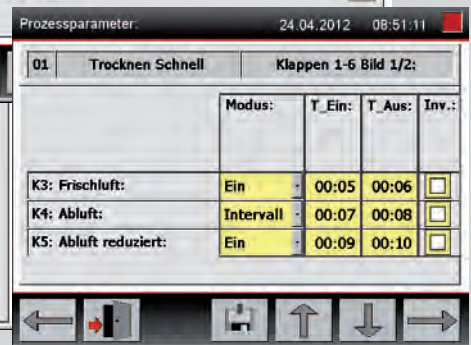 Prozessparameter: 24.04.2012 08:51:11
01 Trocknen Schnell Klappen 1-6 Bild 1/2:
Modus: T_Ein: T_Aus: Inv.:
K3: Frischluft: Ein 00:05 00:06
K4: Abluft: Intervall 00:07 00:08
K5: Abluft reduziert: Ein 00:09 00:10